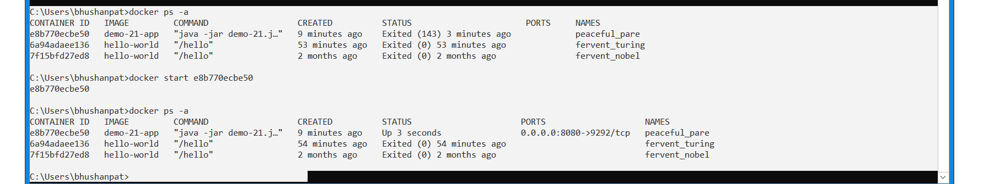 C:\Users\bhushanpat>docker ps -a
CONTAINER ID   IMAGE         COMMAND                  CREATED          STATUS                       PORTS     NAMES
e8b770ecbe50   demo-21-app   "java -jar demo-21.j…"   9 minutes ago    Exited (143) 3 minutes ago             peaceful_pare
6a94adaee136   hello-world   "/hello"                 53 minutes ago   Exited (0) 53 minutes ago              fervent_turing
7f15bfd27ed8   hello-world   "/hello"                 2 months ago     Exited (0) 2 months ago                fervent_nobel
C:\Users\bhushanpat>docker start e8b770ecbe50
e8b770ecbe50
C:\Users\bhushanpat>docker ps -a
CONTAINER ID   IMAGE         COMMAND                  CREATED          STATUS                      PORTS                    NAMES
e8b770ecbe50   demo-21-app   "java -jar demo-21.j…"   9 minutes ago    Up 3 seconds                0.0.0.0:8080->9292/tcp   peaceful_pare
6a94adaee136   hello-world   "/hello"                 54 minutes ago   Exited (0) 54 minutes ago                            fervent_turing
7f15bfd27ed8   hello-world   "/hello"                 2 months ago     Exited (0) 2 months ago                              fervent_nobel
C:\Users\bhushanpat>